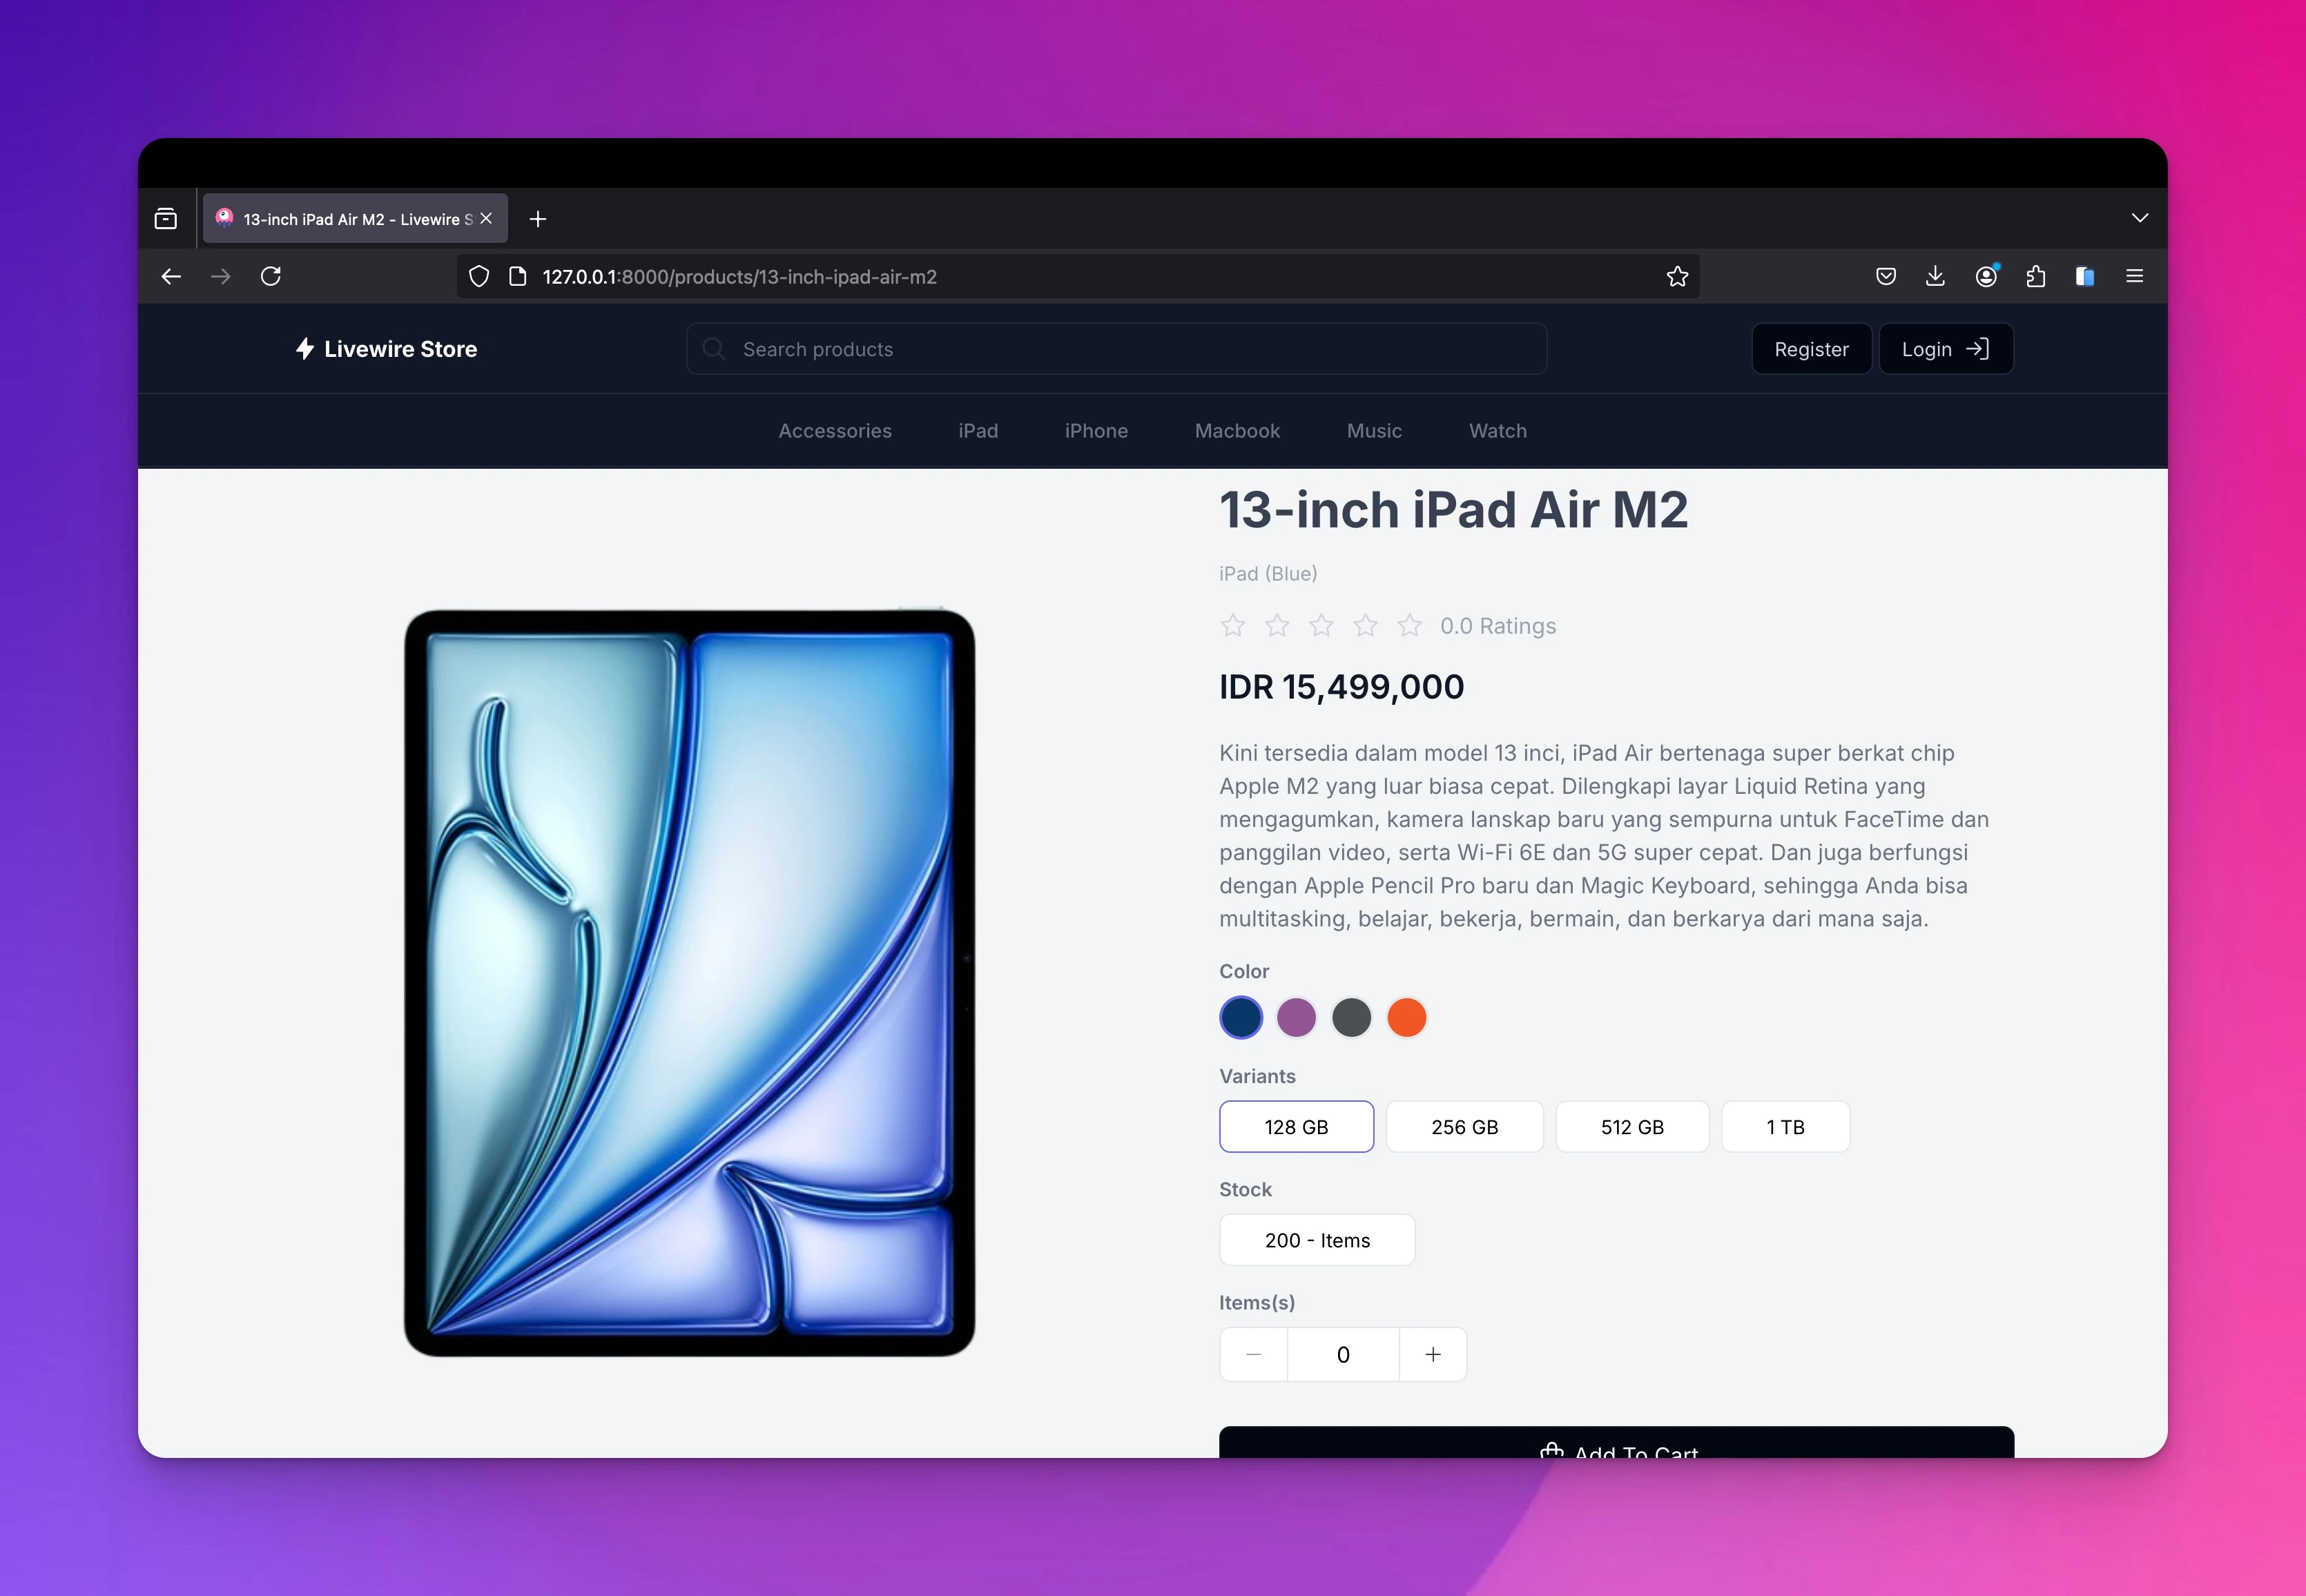 13-inch iPad Air M2 - Livewire S
127.0.0.1:8000/products/13-inch-ipad-air-m2
Livewire Store
Search products
Register
Login
Accessories
iPad
iPhone
Macbook
Music
Watch
13-inch iPad Air M2
iPad (Blue)
0.0 Ratings
IDR 15,499,000
Kini tersedia dalam model 13 inci, iPad Air bertenaga super berkat chip
Apple M2 yang luar biasa cepat. Dilengkapi layar Liquid Retina yang
mengagumkan, kamera lanskap baru yang sempurna untuk FaceTime dan
panggilan video, serta Wi-Fi 6E dan 5G super cepat. Dan juga berfungsi
dengan Apple Pencil Pro baru dan Magic Keyboard, sehingga Anda bisa
multitasking, belajar, bekerja, bermain, dan berkarya dari mana saja.
Color
Variants
128 GB
256 GB
512 GB
1 TB
Stock
200 - Items
Items(s)
0
Add To Cart